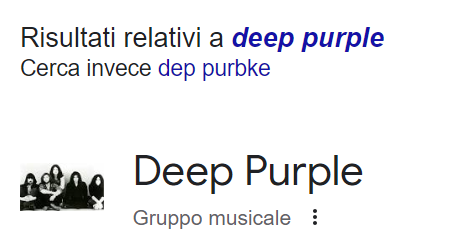 Risultati relativi a deep purple
Cerca invece dep purbke
Deep Purple
Gruppo musicale